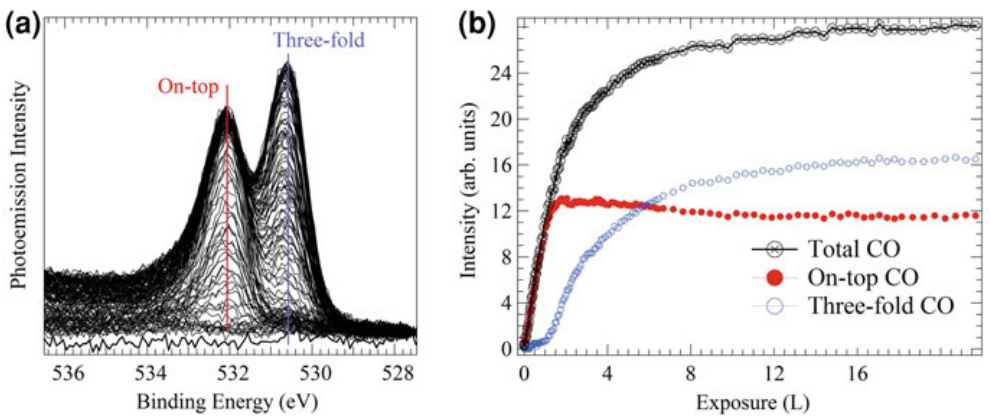 (a)
Three-fold
On-top
Photoemission Intensity
536 534 532 530 528
Binding Energy (eV)
(b)
Intensity (arb. units)
24
20
16
12
8
4
0
Total CO
On-top CO
Three-fold CO
0 4 8 12 16
Exposure (L)